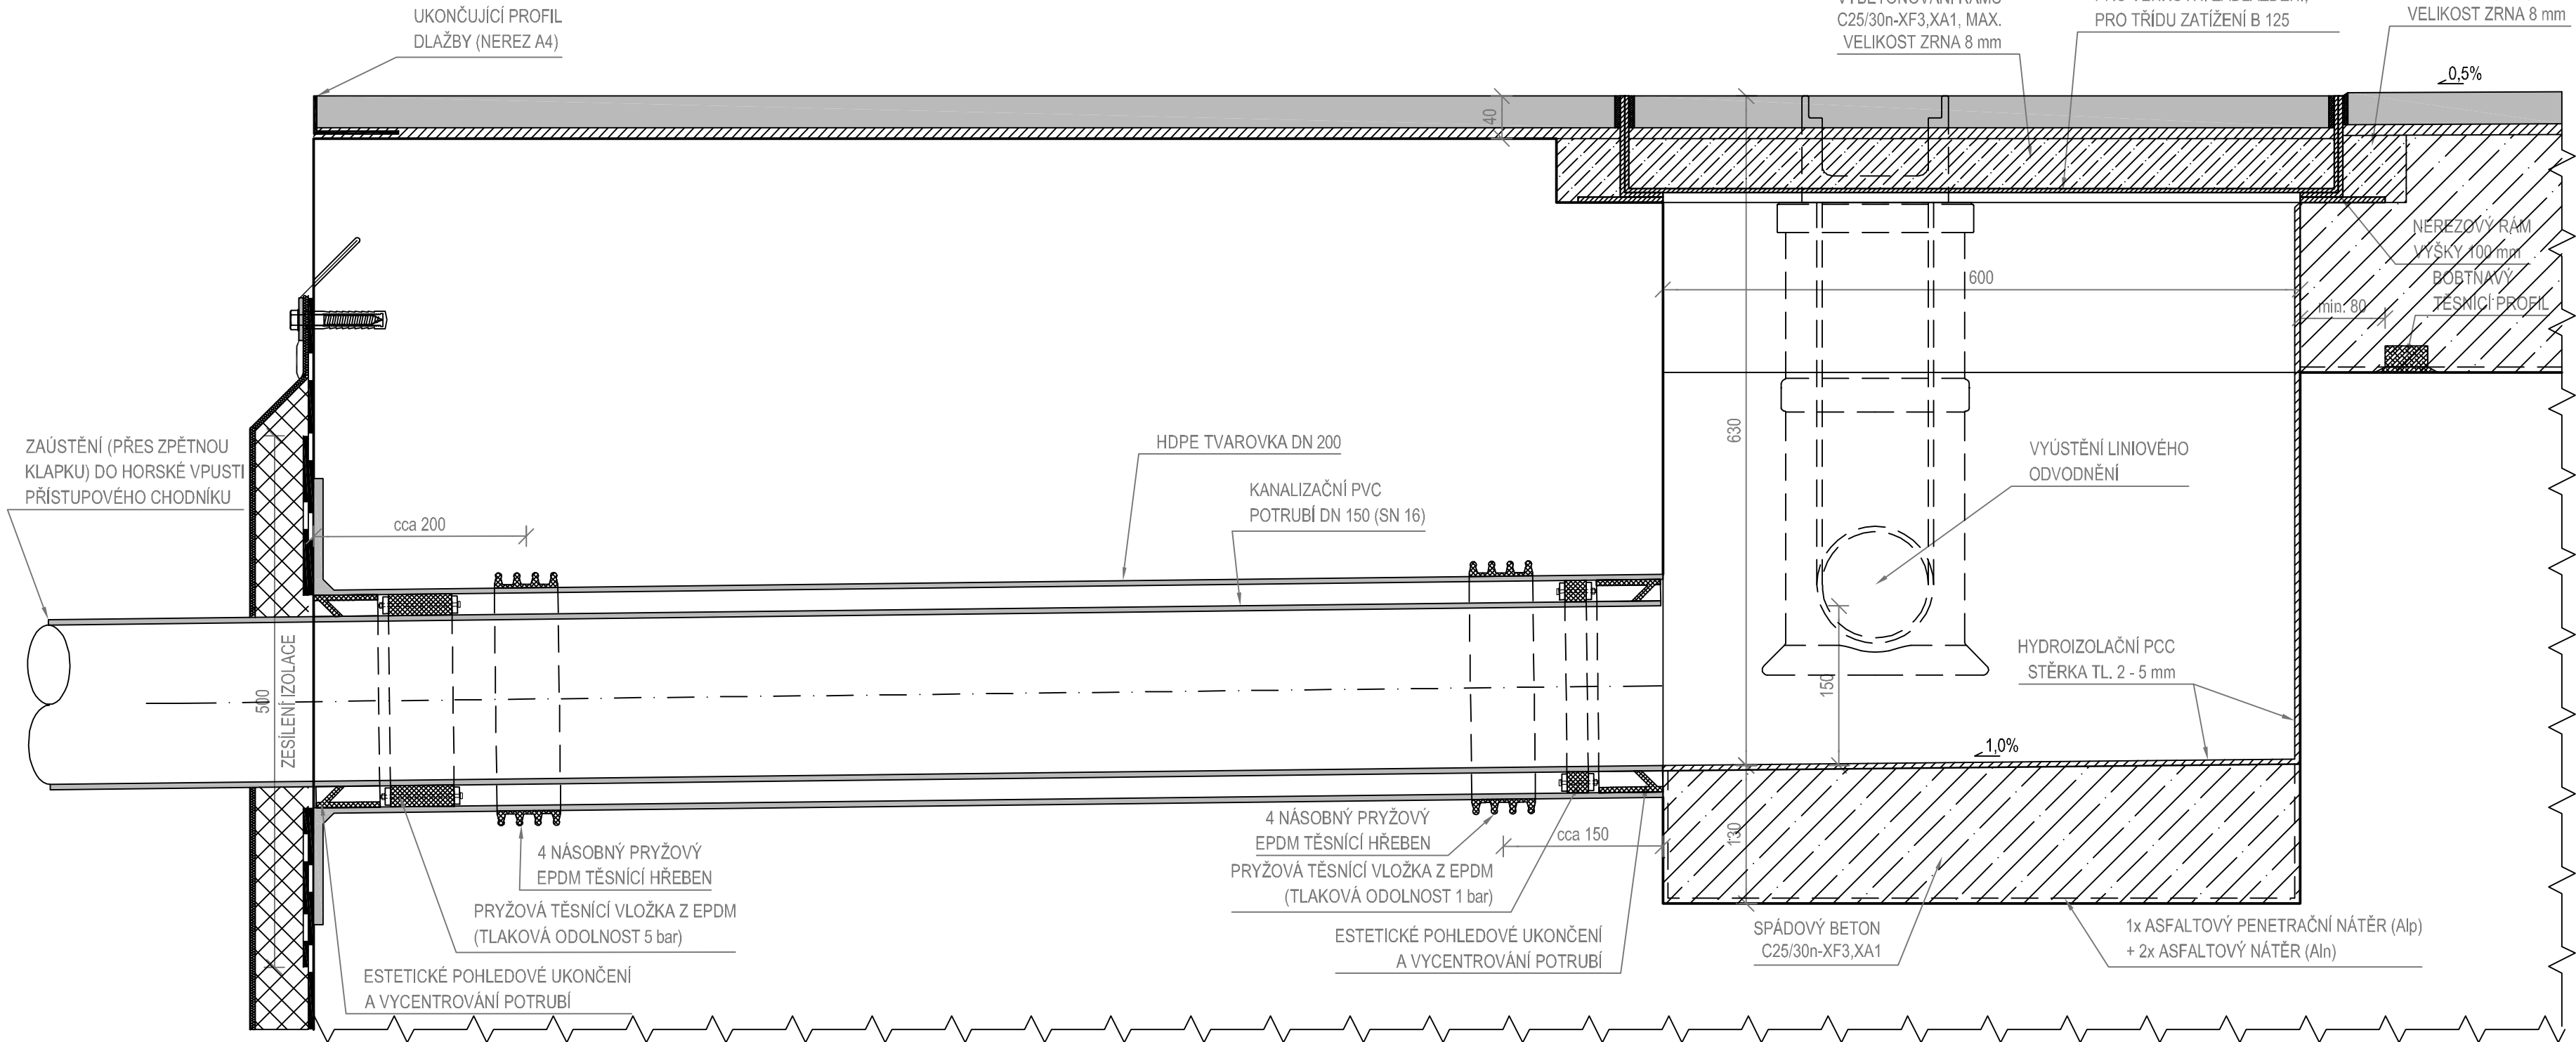 UKONČUJÍCÍ PROFIL
DLAŽBY (NEREZ A4)
C25/30n-XF3,XA1, MAX.
VELIKOST ZRNA 8 mm
PRO TŘÍDU ZATÍŽENÍ B 125
VELIKOST ZRNA 8 mm
0,5%
40
NEREZOVÝ RÁM
VÝŠKY 100 mm
BOBTNAVÝ
TĚSNÍCÍ PROFIL
600
min. 80
630
ZAÚSTĚNÍ (PŘES ZPĚTNOU
KLAPKU) DO HORSKÉ VPUSTI
PŘÍSTUPOVÉHO CHODNÍKU
cca 200
HDPE TVAROVKA DN 200
KANALIZAČNÍ PVC
POTRUBÍ DN 150 (SN 16)
VYÚSTĚNÍ LINIOVÉHO
ODVODNĚNÍ
500
ZESÍLENÍ IZOLACE
150
HYDROIZOLAČNÍ PCC
STĚRKA TL. 2 - 5 mm
1,0%
130
4 NÁSOBNÝ PRYŽOVÝ
EPDM TĚSNÍCÍ HŘEBEN
PRYŽOVÁ TĚSNÍCÍ VLOŽKA Z EPDM
(TLAKOVÁ ODOLNOST 5 bar)
ESTETICKÉ POHLEDOVÉ UKONČENÍ
A VYCENTROVÁNÍ POTRUBÍ
4 NÁSOBNÝ PRYŽOVÝ
EPDM TĚSNÍCÍ HŘEBEN
cca 150
PRYŽOVÁ TĚSNÍCÍ VLOŽKA Z EPDM
(TLAKOVÁ ODOLNOST 1 bar)
ESTETICKÉ POHLEDOVÉ UKONČENÍ
A VYCENTROVÁNÍ POTRUBÍ
SPÁDOVÝ BETON
C25/30n-XF3,XA1
1x ASFALTOVÝ PENETRAČNÍ NÁTĚR (Alp)
+ 2x ASFALTOVÝ NÁTĚR (Aln)